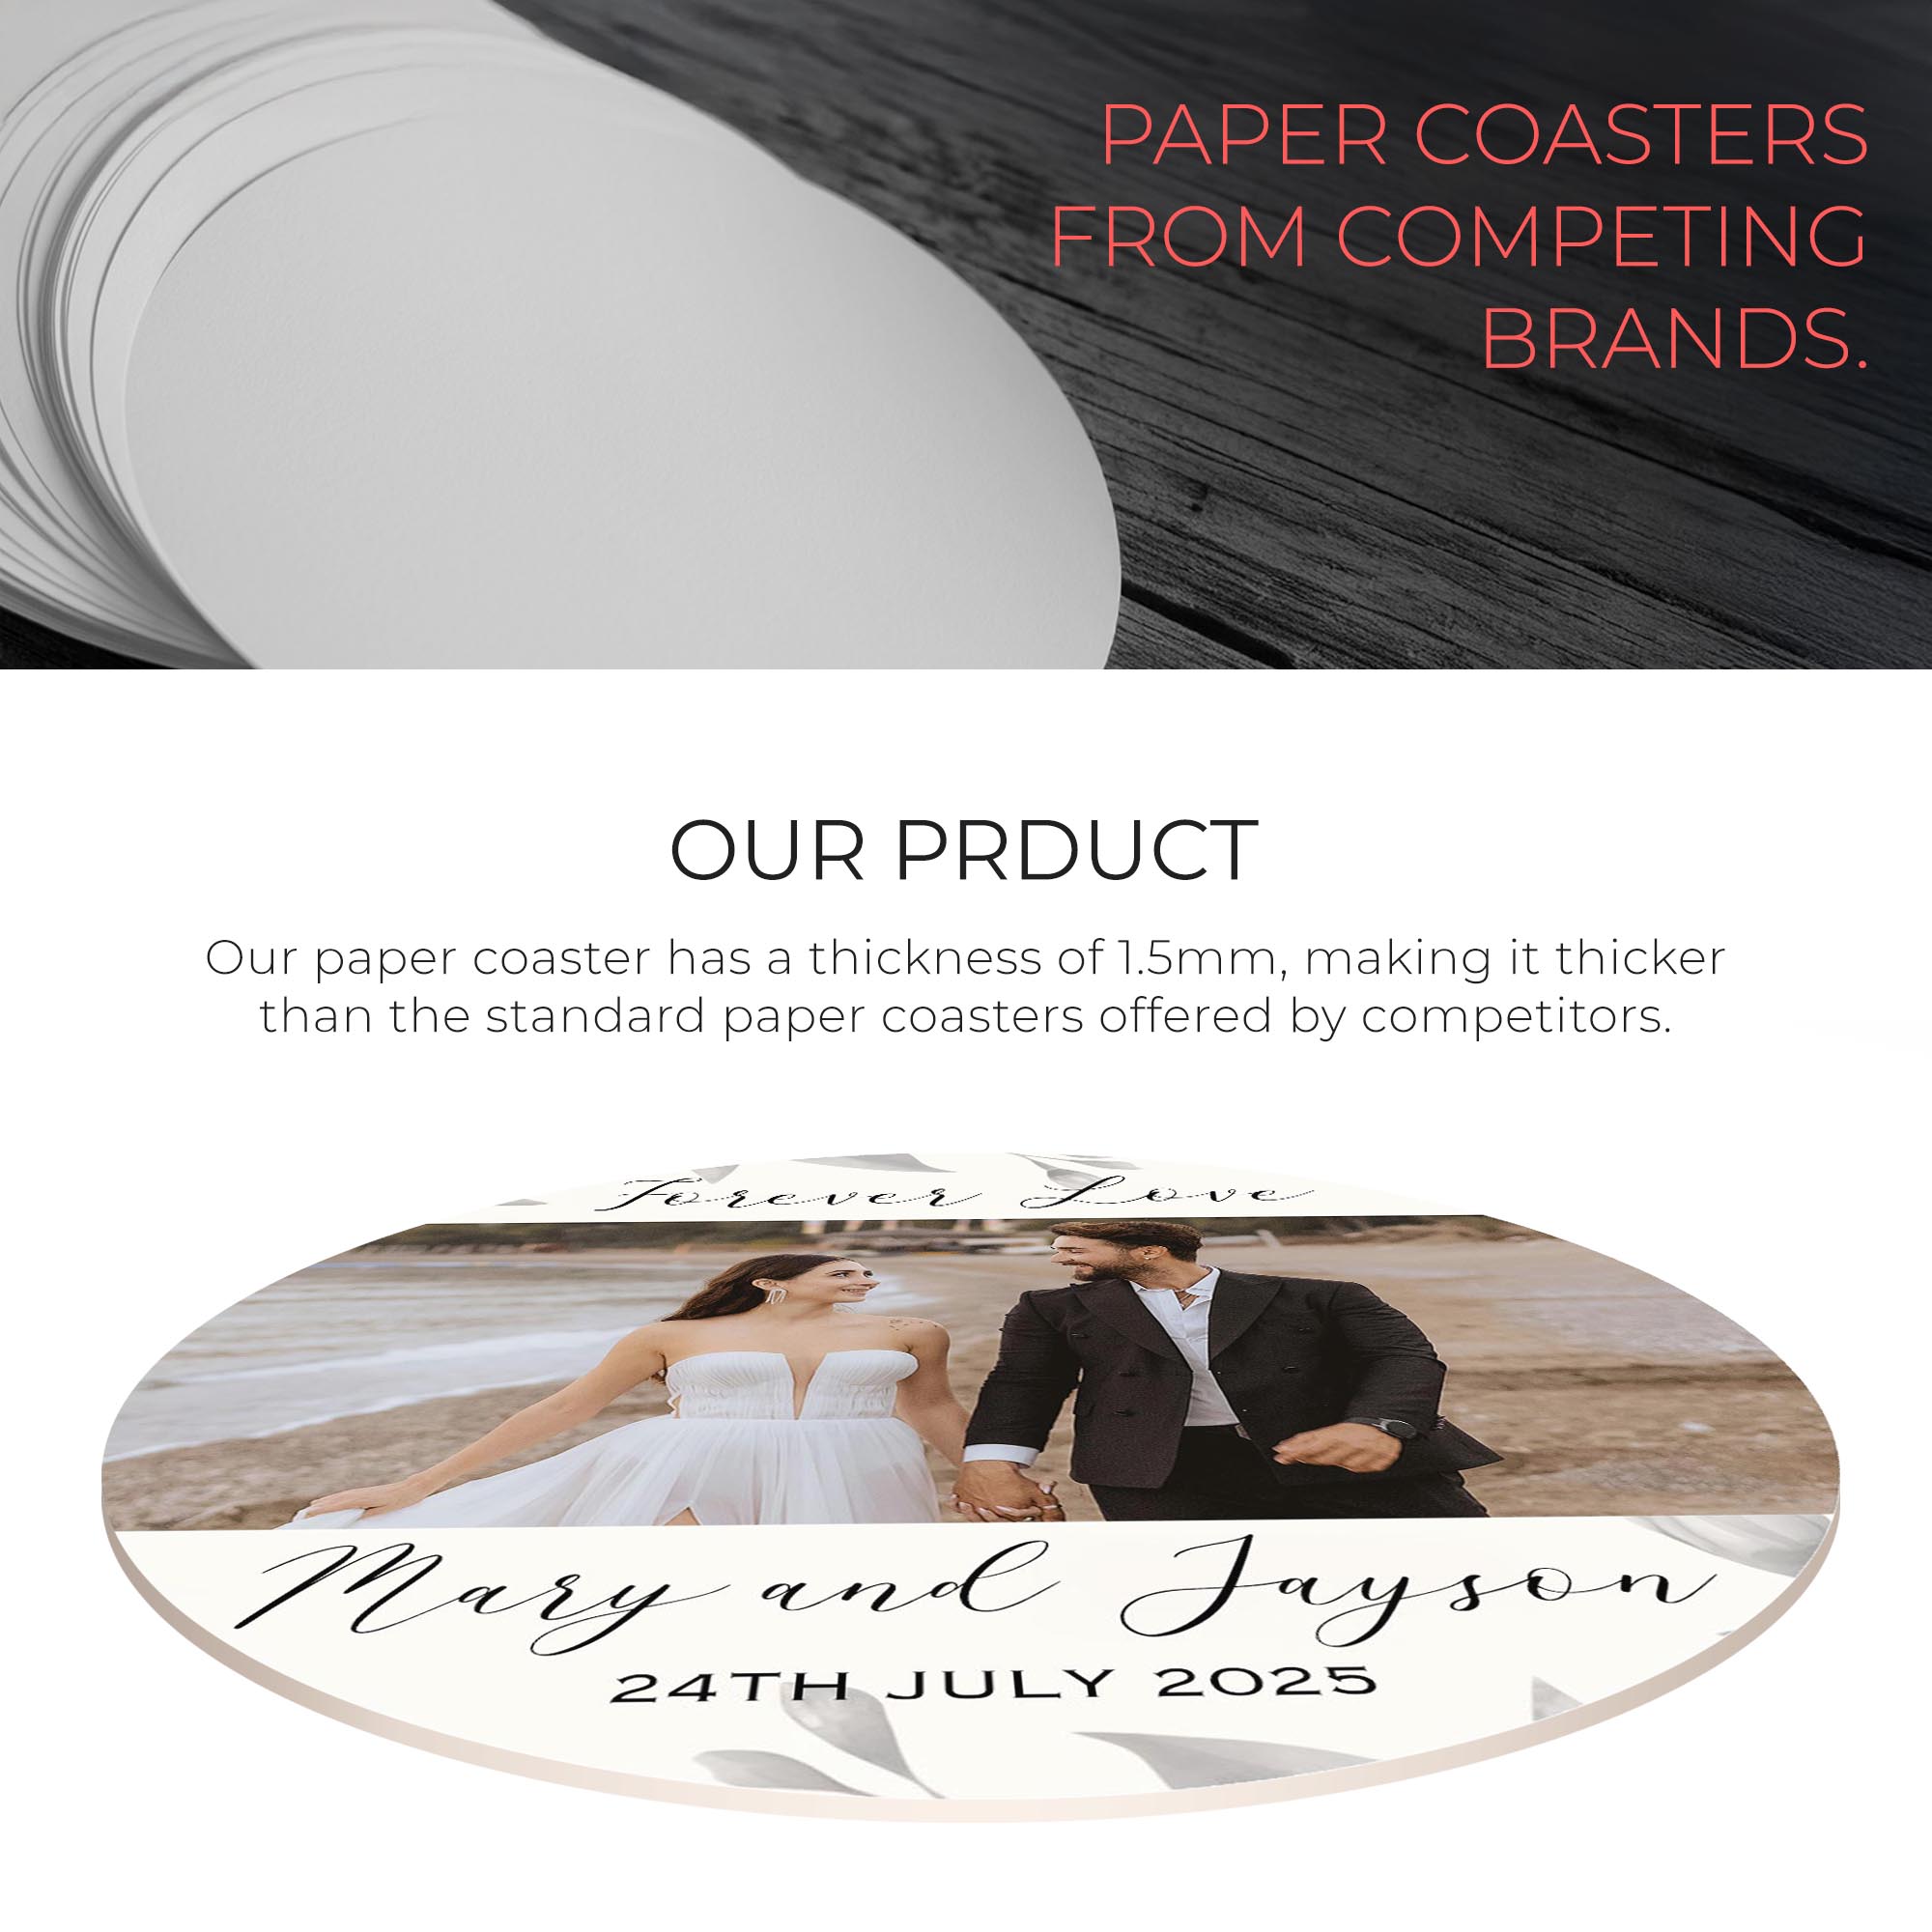 PAPER COASTERS
FROM COMPETING
BRANDS.
OUR PRDUCT
Our paper coaster has a thickness of 1.5mm, making it thicker
than the standard paper coasters offered by competitors.
Forever Love
Mary and Jayson
24TH JULY 2025